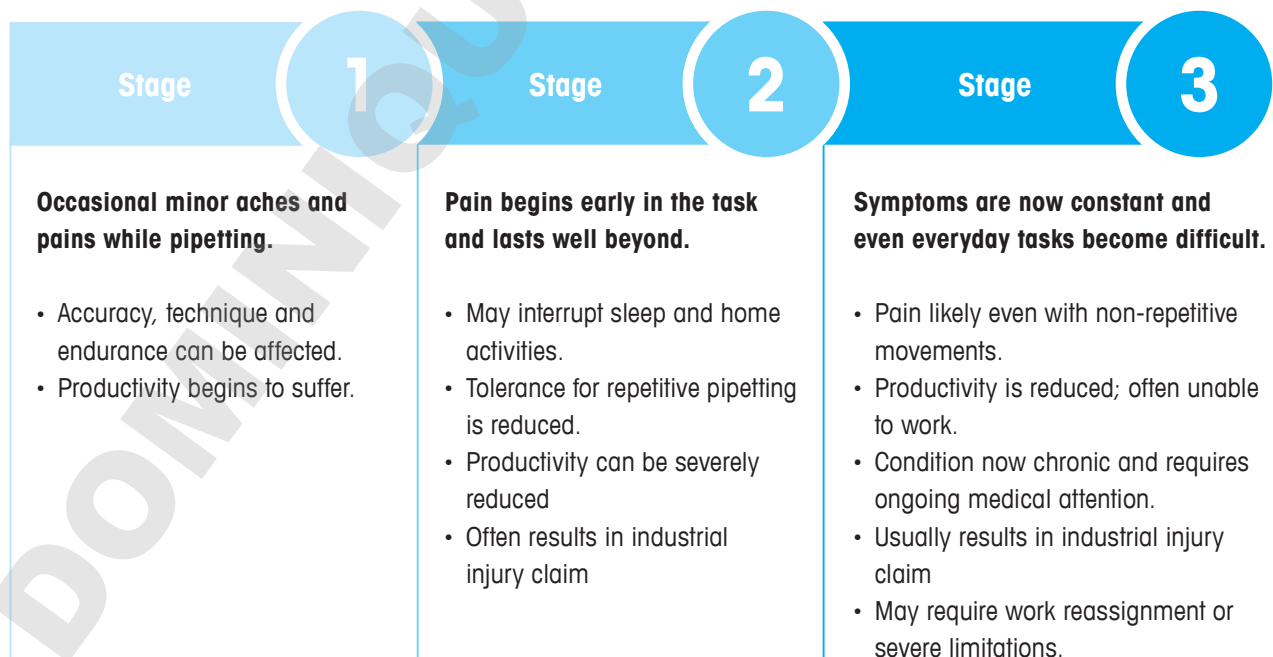 Stage 1
Occasional minor aches and
pains while pipetting.
• Accuracy, technique and
endurance can be affected.
• Productivity begins to suffer.
Stage 2
Pain begins early in the task
and lasts well beyond.
• May interrupt sleep and home
activities.
• Tolerance for repetitive pipetting
is reduced.
• Productivity can be severely
reduced
• Often results in industrial
injury claim
Stage 3
Symptoms are now constant and
even everyday tasks become difficult.
• Pain likely even with non-repetitive
movements.
• Productivity is reduced; often unable
to work.
• Condition now chronic and requires
ongoing medical attention.
• Usually results in industrial injury
claim
• May require work reassignment or
severe limitations.
DOMINIQU